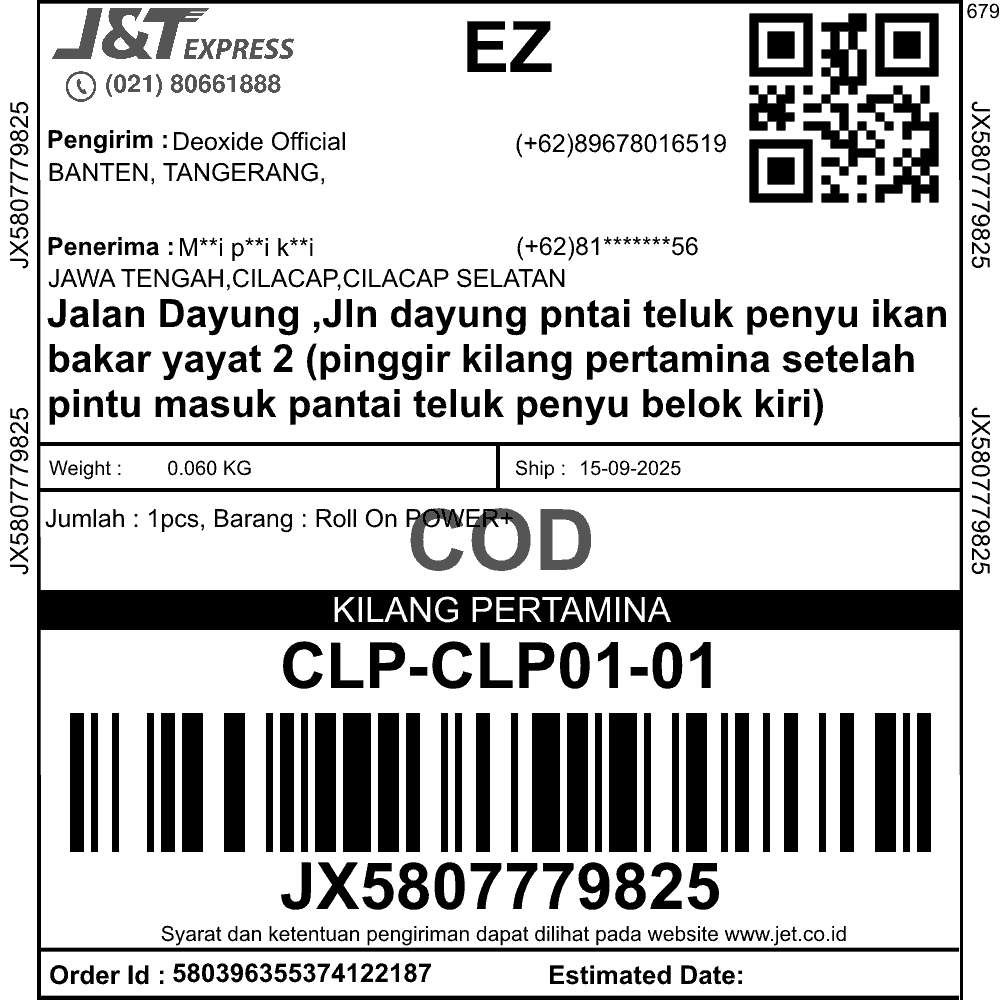 J&T EXPRESS
EZ
679
(021) 80661888
Pengirim : Deoxide Official (+62)89678016519
BANTEN, TANGERANG,
Penerima : M**i p**i k**i (+62)81*******56
JAWA TENGAH,CILACAP,CILACAP SELATAN
Jalan Dayung ,Jln dayung pntai teluk penyu ikan
bakar yayat 2 (pinggir kilang pertamina setelah
pintu masuk pantai teluk penyu belok kiri)
JX5807779825
JX5807779825
JX5807779825
JX5807779825
Weight : 0.060 KG
Ship : 15-09-2025
Jumlah : 1pcs, Barang : Roll On POWER+
COD
KILANG PERTAMINA
CLP-CLP01-01
JX5807779825
Syarat dan ketentuan pengiriman dapat dilihat pada website www.jet.co.id
Order Id : 580396355374122187
Estimated Date: